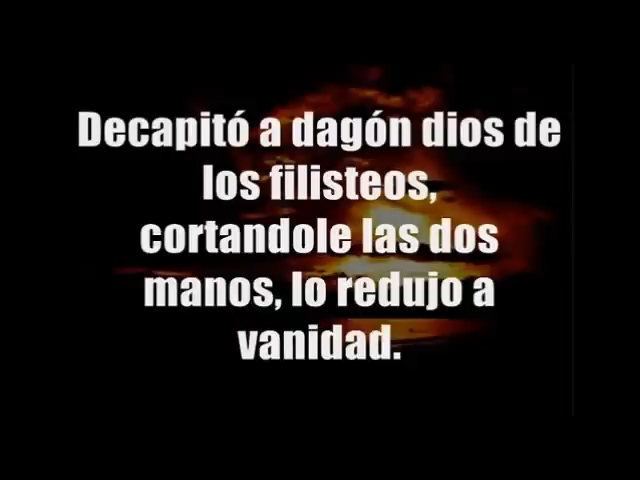 Decapitó a dagón dios de
los filisteos,
cortandole las dos
manos, lo redujo a
vanidad.